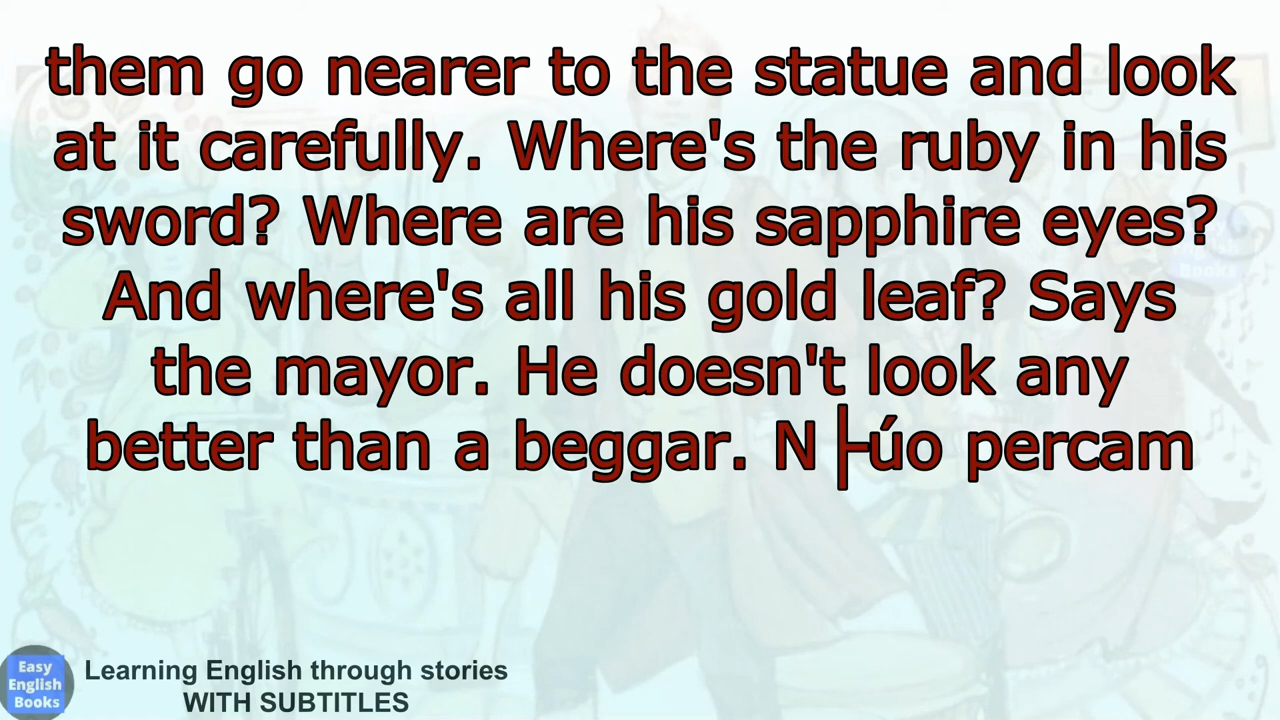 them go nearer to the statue and look
at it carefully. Where's the ruby in his
sword? Where are his sapphire eyes?
And where's all his gold leaf? Says
the mayor. He doesn't look any
better than a beggar. N├úo percam
Easy
English
Books
Learning English through stories
WITH SUBTITLES